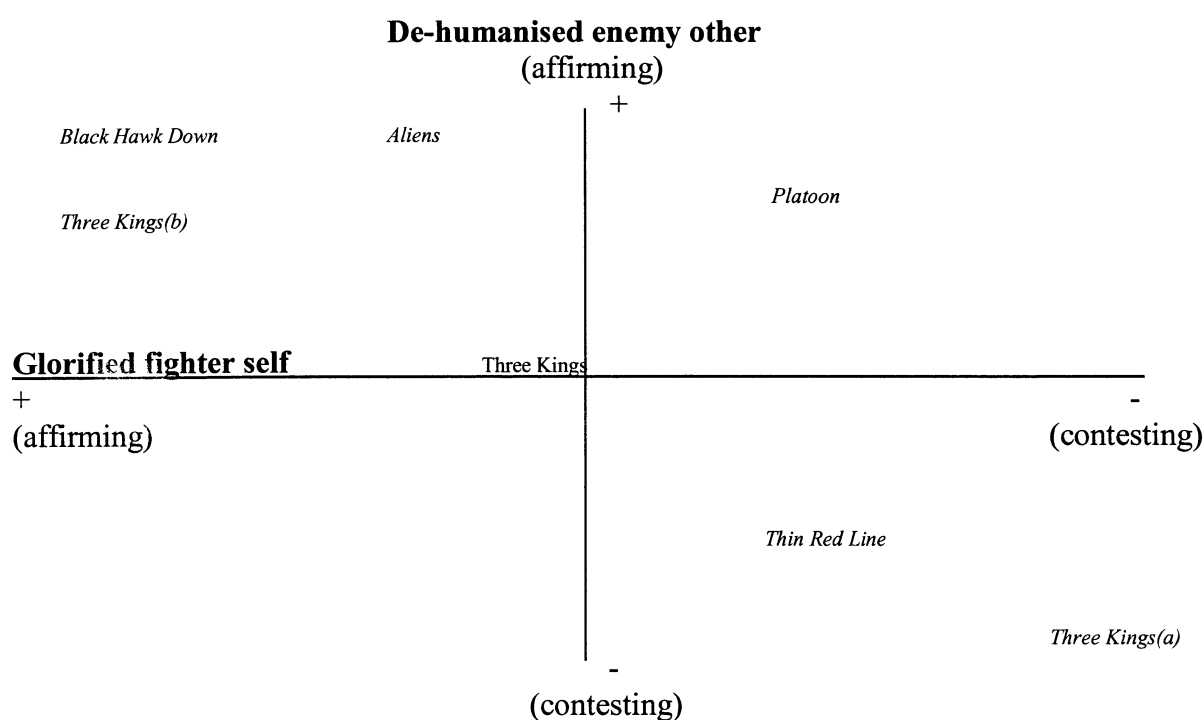 De-humanised enemy other
(affirming)
+
Black Hawk Down
Aliens
Platoon
Three Kings(b)
Glorified fighter self
Three Kings
+
-
(affirming)
(contesting)
Thin Red Line
Three Kings(a)
-
(contesting)